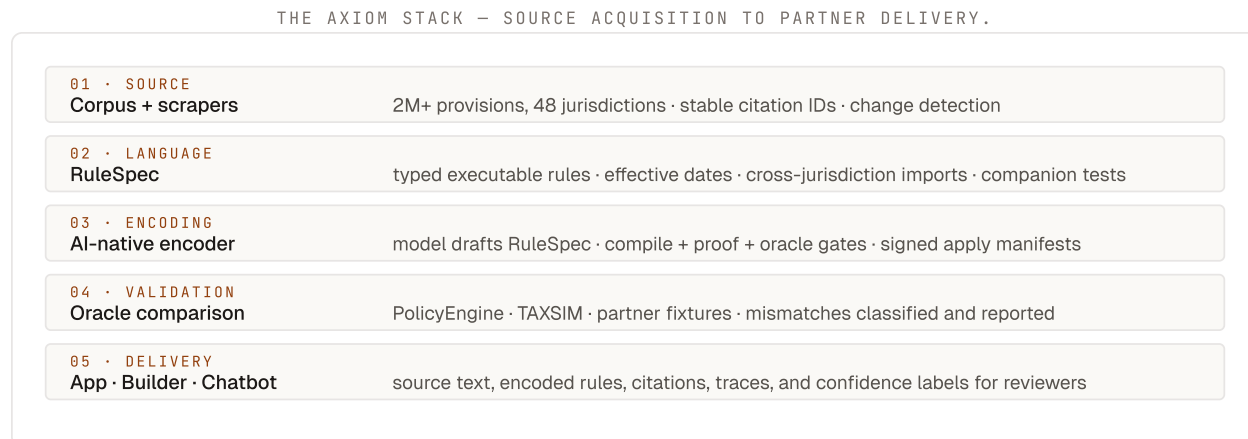 THE AXIOM STACK — SOURCE ACQUISITION TO PARTNER DELIVERY.
01 · SOURCE
Corpus + scrapers
2M+ provisions, 48 jurisdictions · stable citation IDs · change detection
02 · LANGUAGE
RuleSpec
typed executable rules · effective dates · cross-jurisdiction imports · companion tests
03 · ENCODING
AI-native encoder
model drafts RuleSpec · compile + proof + oracle gates · signed apply manifests
04 · VALIDATION
Oracle comparison
PolicyEngine · TAXSIM · partner fixtures · mismatches classified and reported
05 · DELIVERY
App · Builder · Chatbot
source text, encoded rules, citations, traces, and confidence labels for reviewers